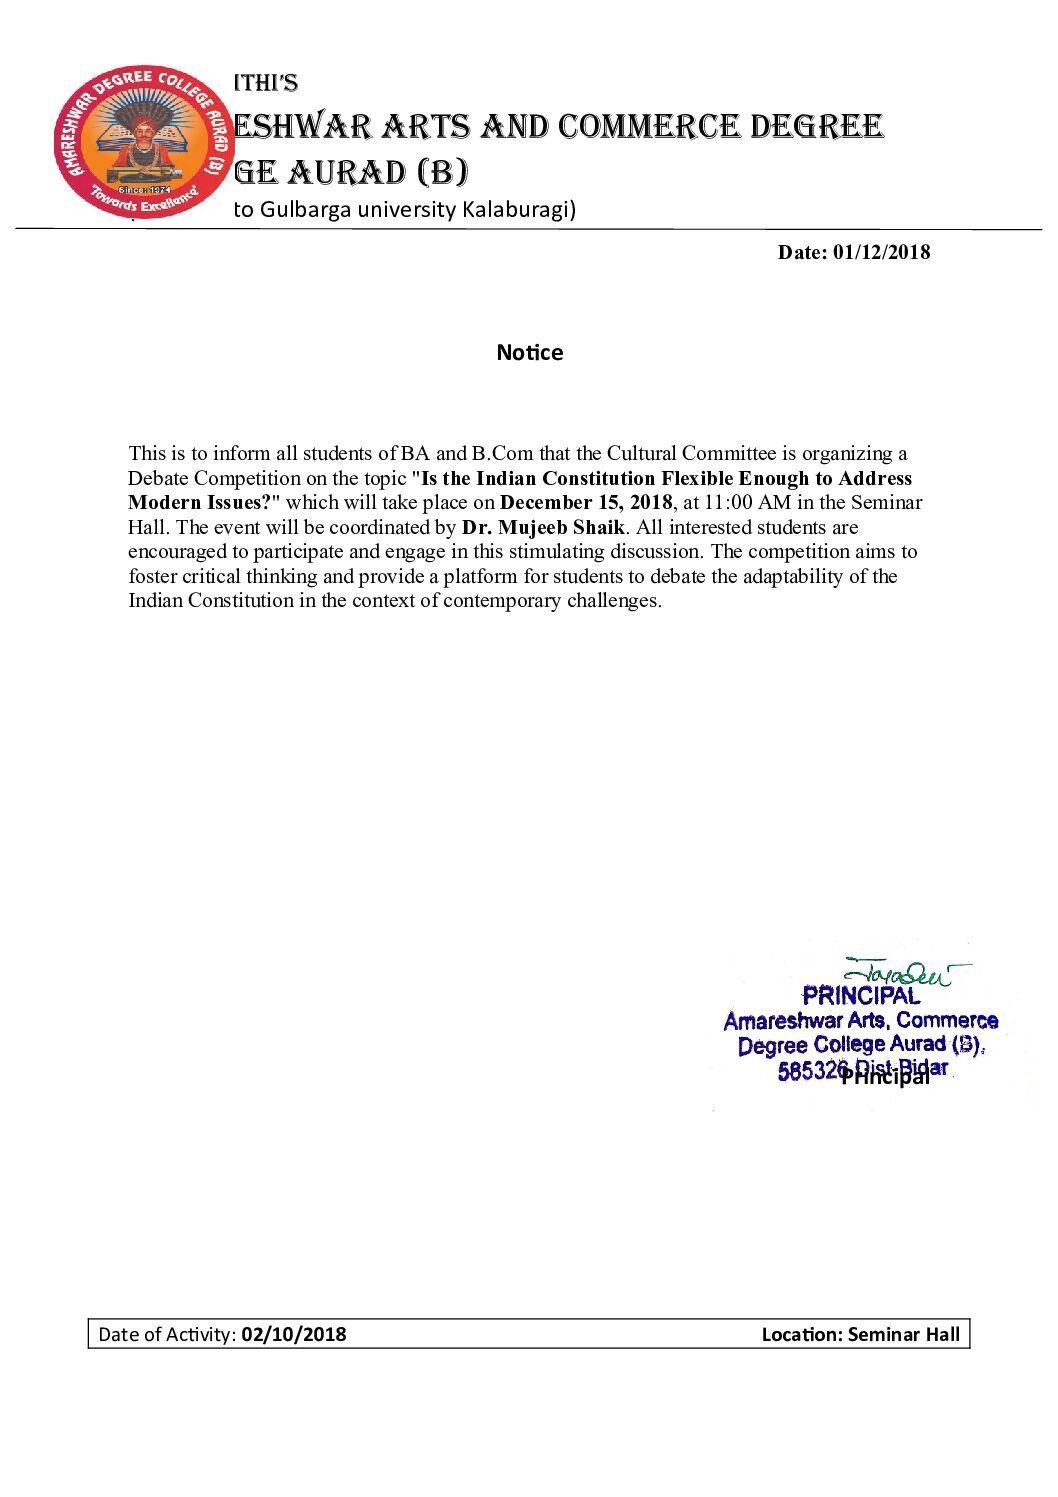 ITHI'S
ESHWAR ARTS AND COMMERCE DEGREE
GE AURAD (B)
to Gulbarga university Kalaburagi)
AMARESHWAR DEGREE COLLEGE AURAD (B)
Since 1974
'Towards Excellence'
Date: 01/12/2018
Notice
This is to inform all students of BA and B.Com that the Cultural Committee is organizing a
Debate Competition on the topic "Is the Indian Constitution Flexible Enough to Address
Modern Issues?" which will take place on December 15, 2018, at 11:00 AM in the Seminar
Hall. The event will be coordinated by Dr. Mujeeb Shaik. All interested students are
encouraged to participate and engage in this stimulating discussion. The competition aims to
foster critical thinking and provide a platform for students to debate the adaptability of the
Indian Constitution in the context of contemporary challenges.
PRINCIPAL
Amareshwar Arts, Commerce
Degree College Aurad (B).
585326 Dist-Bidar
Principal
Date of Activity: 02/10/2018 Location: Seminar Hall